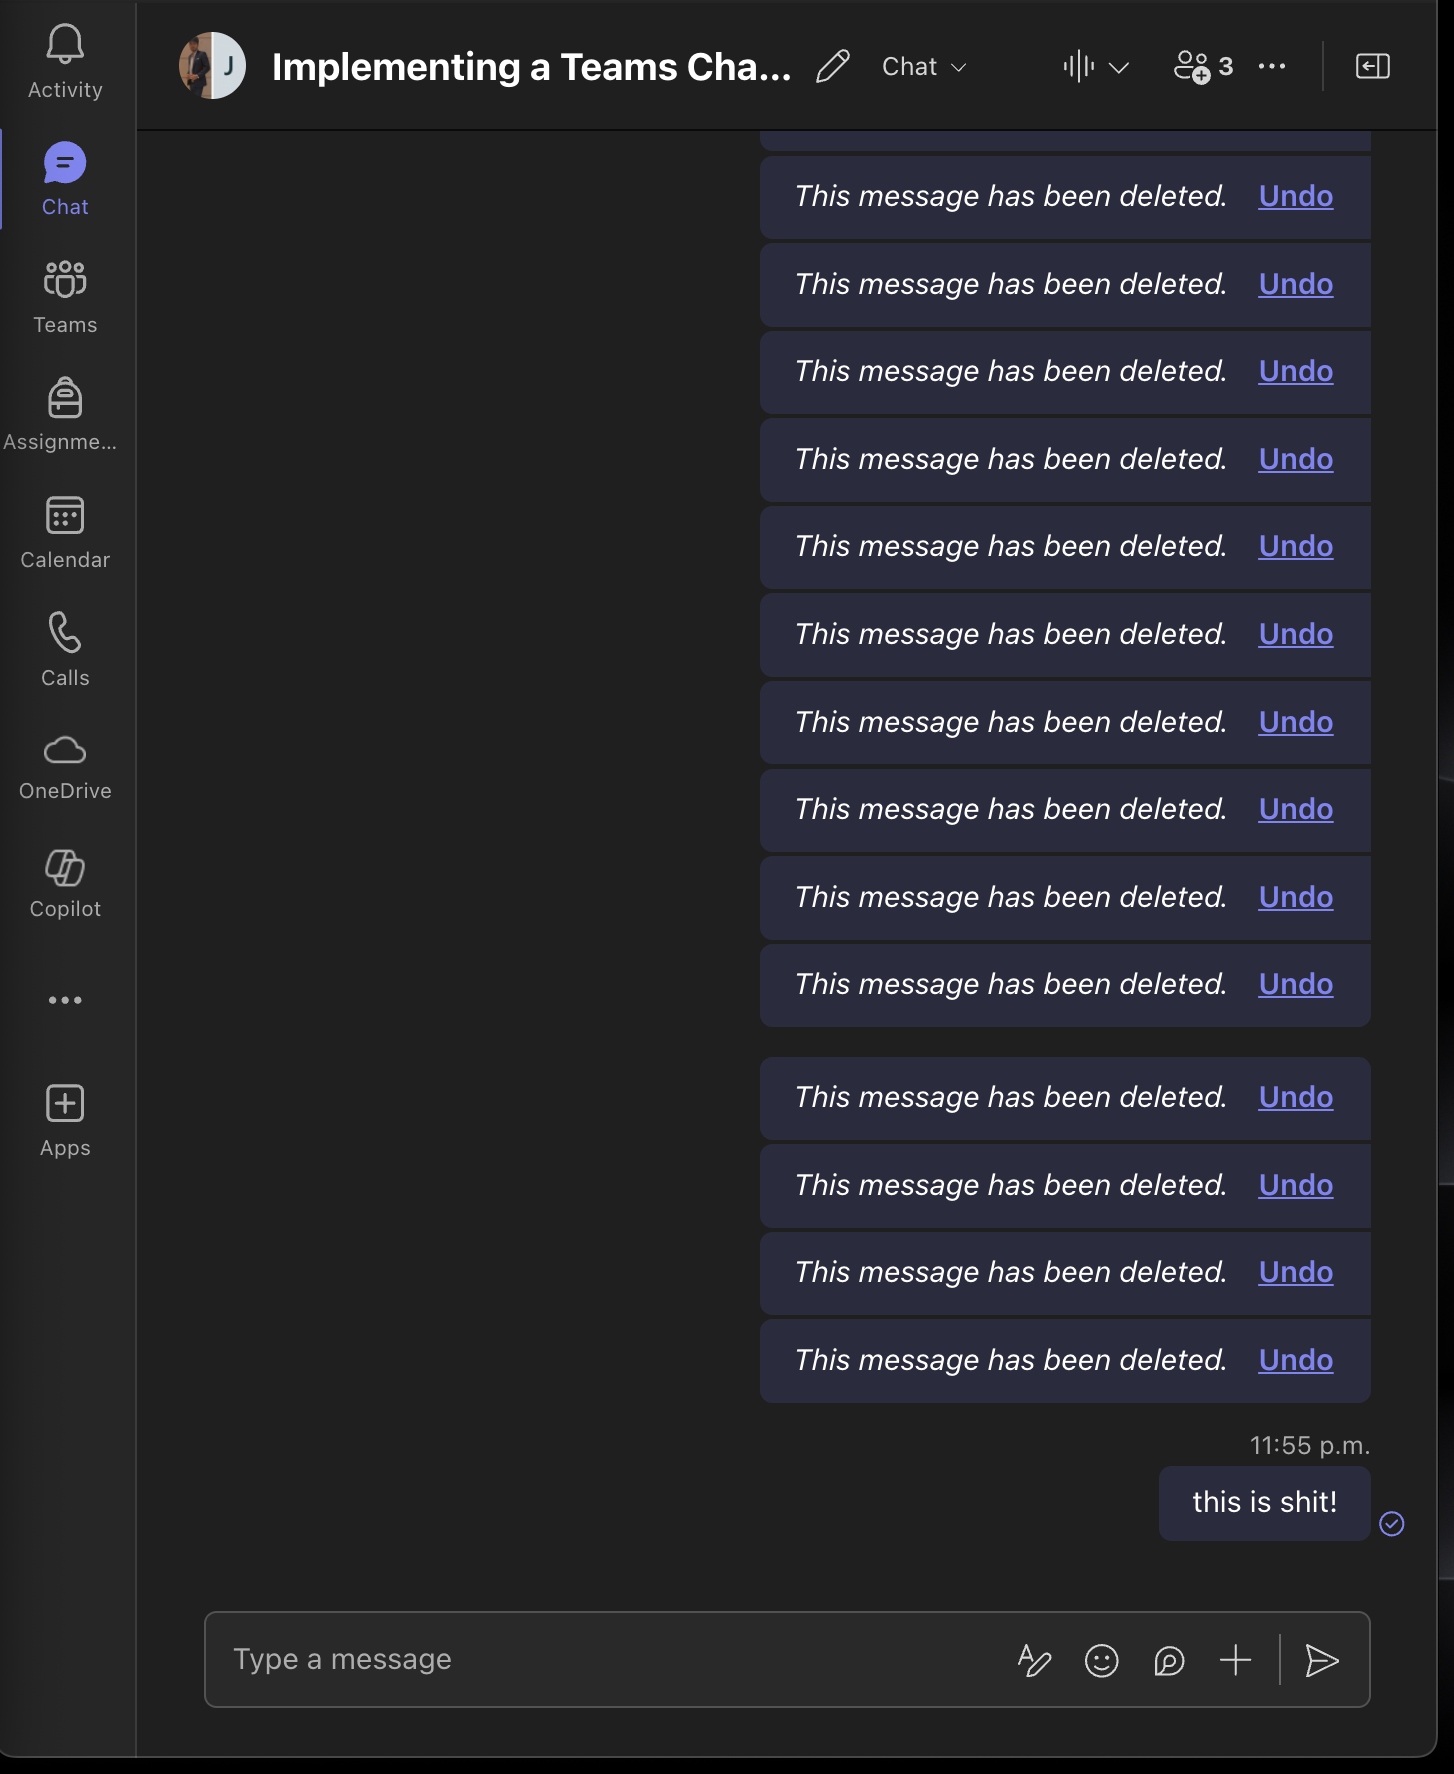 Activity
Chat
Teams
Assignme...
Calendar
Calls
OneDrive
Copilot
Apps
J
Implementing a Teams Cha...
Chat
3
This message has been deleted. Undo
This message has been deleted. Undo
This message has been deleted. Undo
This message has been deleted. Undo
This message has been deleted. Undo
This message has been deleted. Undo
This message has been deleted. Undo
This message has been deleted. Undo
This message has been deleted. Undo
This message has been deleted. Undo
This message has been deleted. Undo
This message has been deleted. Undo
This message has been deleted. Undo
This message has been deleted. Undo
11:55 p.m.
this is shit!
Type a message